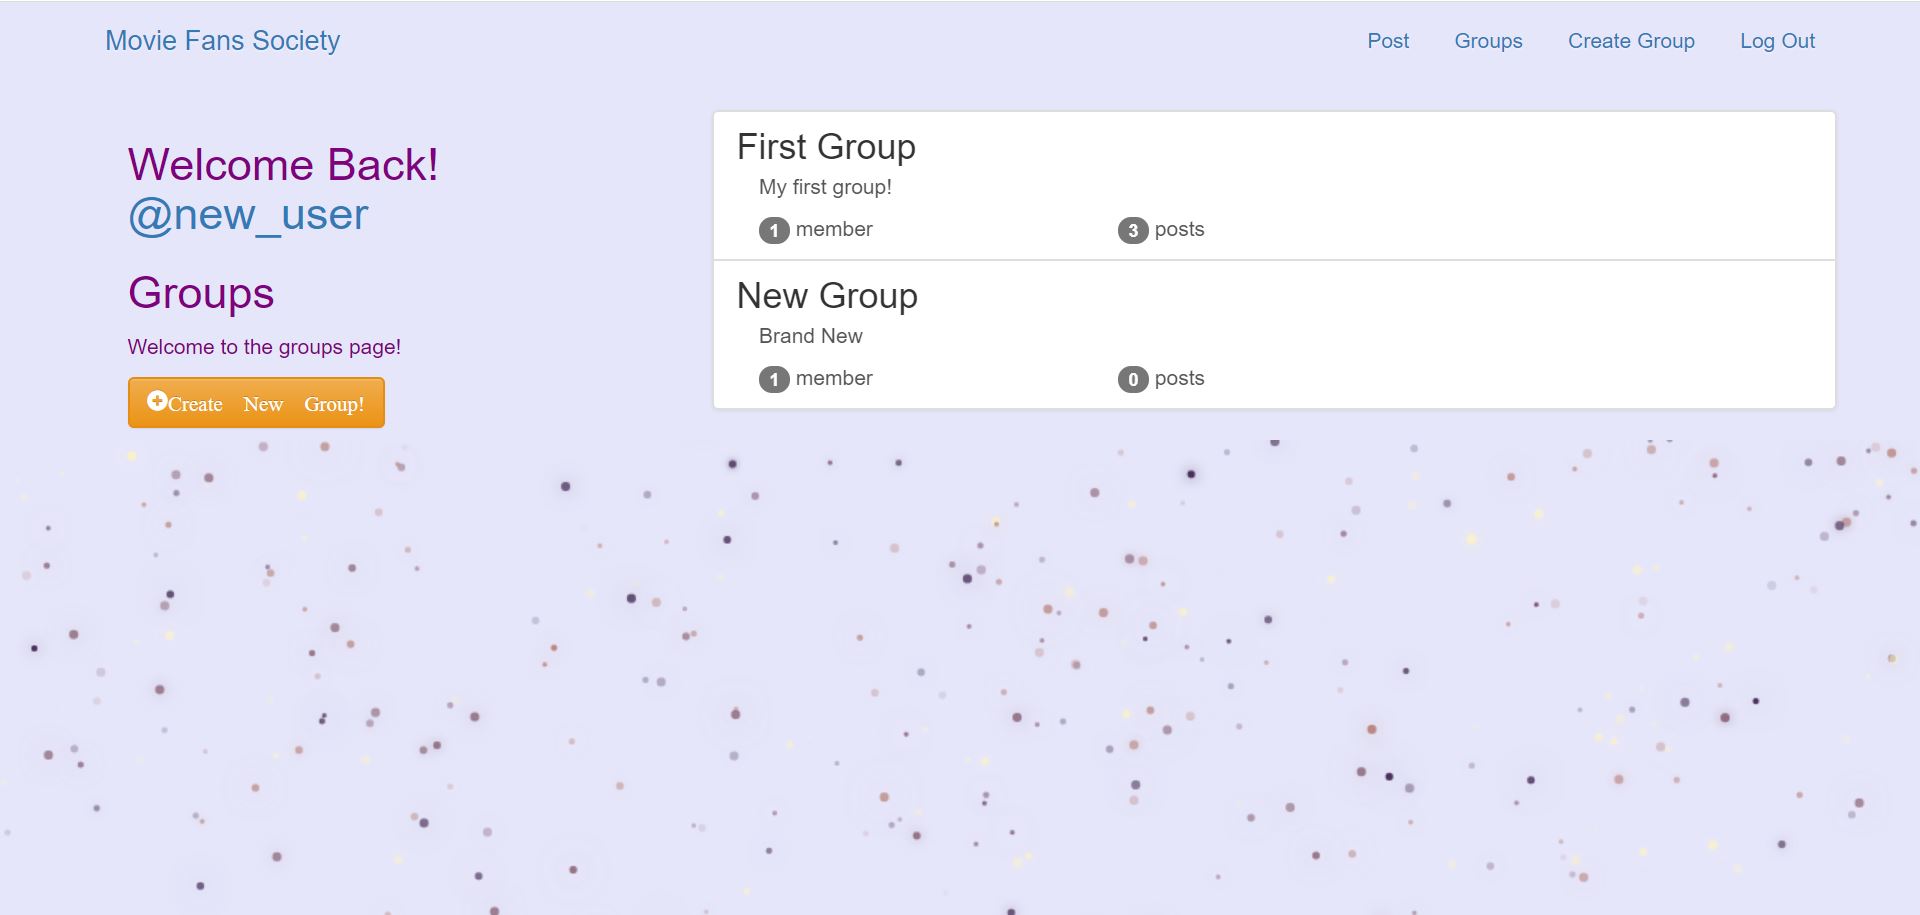 Movie Fans Society
Post Groups Create Group Log Out
Welcome Back!
@new_user
Groups
Welcome to the groups page!
Create New Group!
First Group
My first group!
1 member 3 posts
New Group
Brand New
1 member 0 posts